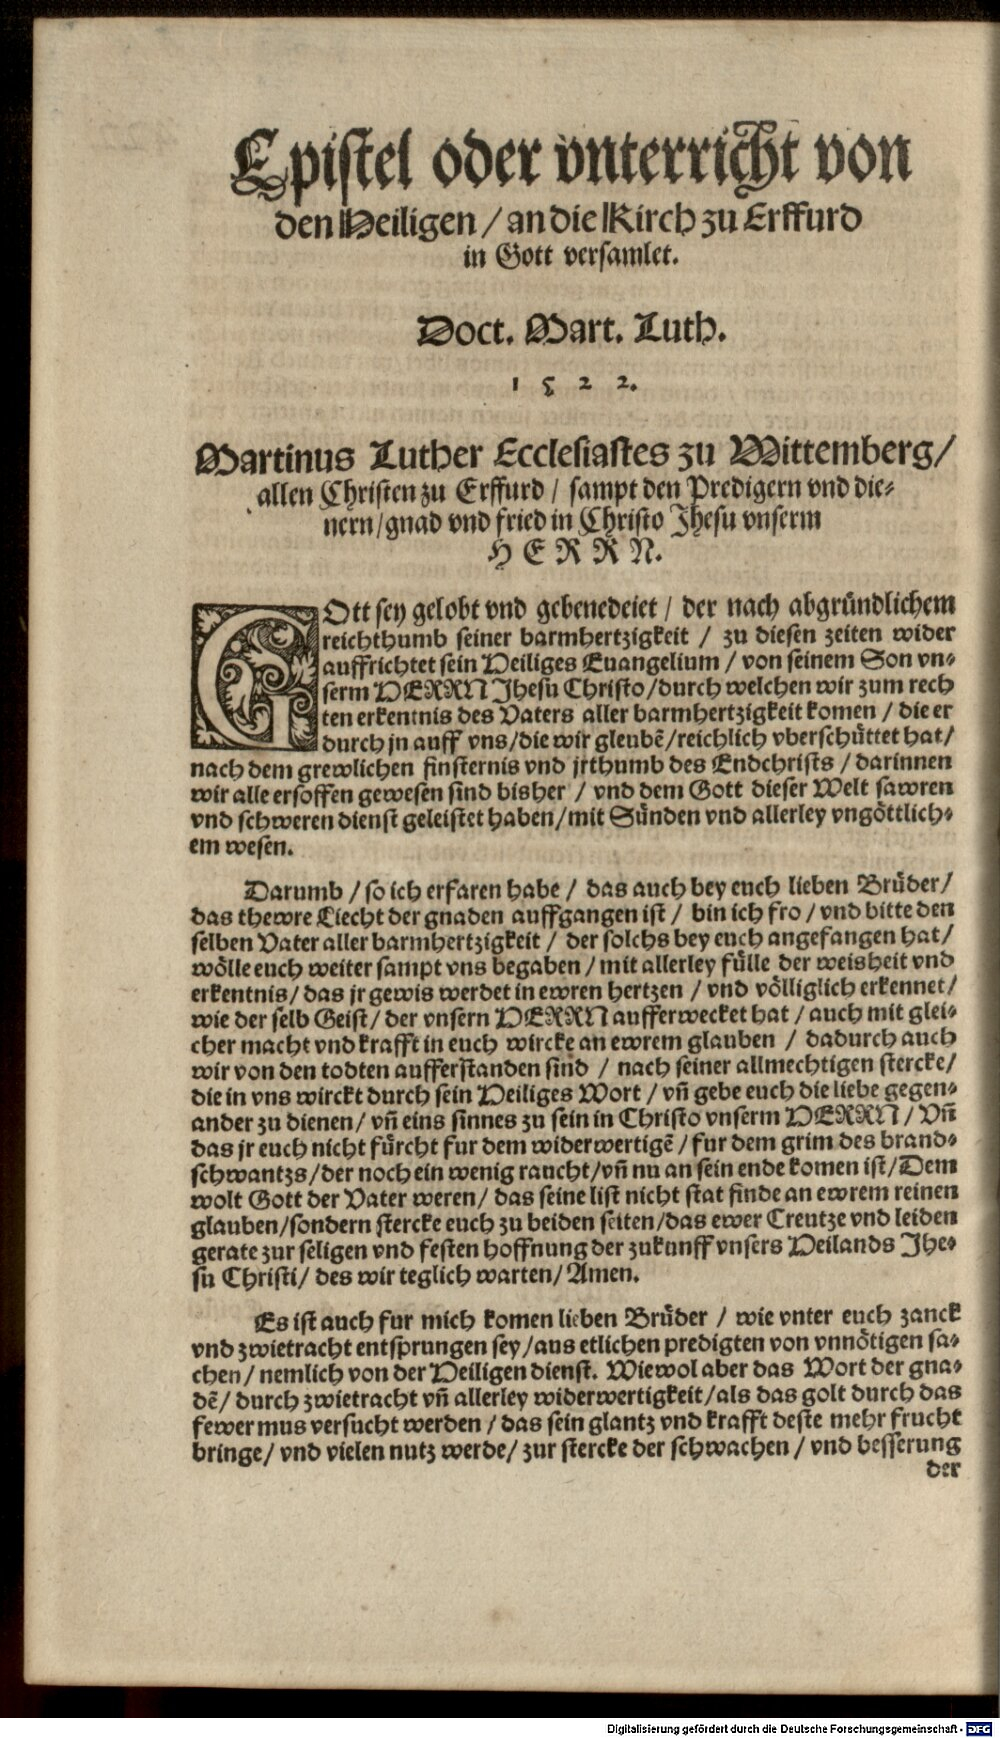 Epistel oder vnterricht von
den Heiligen / an die Kirch zu Erffurd
in Gott versamlet.
Doct. Mart. Luth.
1 5 2 2.
Martinus Luther Ecclesiastes zu Wittemberg /
allen Christen zu Erffurd / sampt den Predigern vnd die-
nern / gnad vnd fried in Christo Jhesu vnserm
HERRN.
GOtt sey gelobt vnd gebenedeiet / der nach abgründlichem
reichthumb seiner barmhertzigkeit / zu diesen zeiten wider
auffrichtet sein Heiliges Euangelium / von seinem Son vn-
serm HERRN Jhesu Christo / durch welchen wir zum rech
ten erkentnis des Vaters aller barmhertzigkeit komen / die er
durch jn auff vns / die wir gleubẽ / reichlich vberschüttet hat /
nach dem grewlichen finsternis vnd jrthumb des Endchrists / darinnen
wir alle ersoffen gewesen sind bisher / vnd dem Gott dieser Welt sawren
vnd schweren dienst geleistet haben / mit Sünden vnd allerley vngöttlich-
em wesen.
Darumb / so ich erfaren habe / das auch bey euch lieben Brüder /
das thewre Liecht der gnaden auffgangen ist / bin ich fro / vnd bitte den
selben Vater aller barmhertzigkeit / der solchs bey euch angefangen hat /
wölle euch weiter sampt vns begaben / mit allerley fülle der weisheit vnd
erkentnis / das jr gewis werdet in ewren hertzen / vnd völliglich erkennet /
wie der selb Geist / der vnsern HERRN aufferwecket hat / auch mit glei-
cher macht vnd krafft in euch wircke an ewrem glauben / dadurch auch
wir von den todten aufferstanden sind / nach seiner allmechtigen stercke /
die in vns wirckt durch sein Heiliges Wort / vñ gebe euch die liebe gegen-
ander zu dienen / vñ eins sinnes zu sein in Christo vnserm HERRN / Vñ
das jr euch nicht fürcht fur dem widerwertigẽ / fur dem grim des brand-
schwantzs / der noch ein wenig raucht / vñ nu an sein ende komen ist / Dem
wolt Gott der Vater weren / das seine list nicht stat finde an ewrem reinen
glauben / sondern stercke euch zu beiden seiten / das ewer Creutze vnd leiden
gerate zur seligen vnd festen hoffnung der zukunff vnsers Heilands Jhe-
su Christi / des wir teglich warten / Amen.
Es ist auch fur mich komen lieben Brüder / wie vnter euch zanck
vnd zwietracht entsprungen sey / aus etlichen predigten von vnnötigen sa-
chen / nemlich von der Heiligen dienst. Wiewol aber das Wort der gna-
dẽ / durch zwietracht vñ allerley widerwertigkeit / als das golt durch das
fewer mus versucht werden / das sein glantz vnd krafft deste mehr frucht
bringe / vnd vielen nutz werde / zur stercke der schwachen / vnd besserung
der
Digitalisierung gefördert durch die Deutsche Forschungsgemeinschaft - DFG